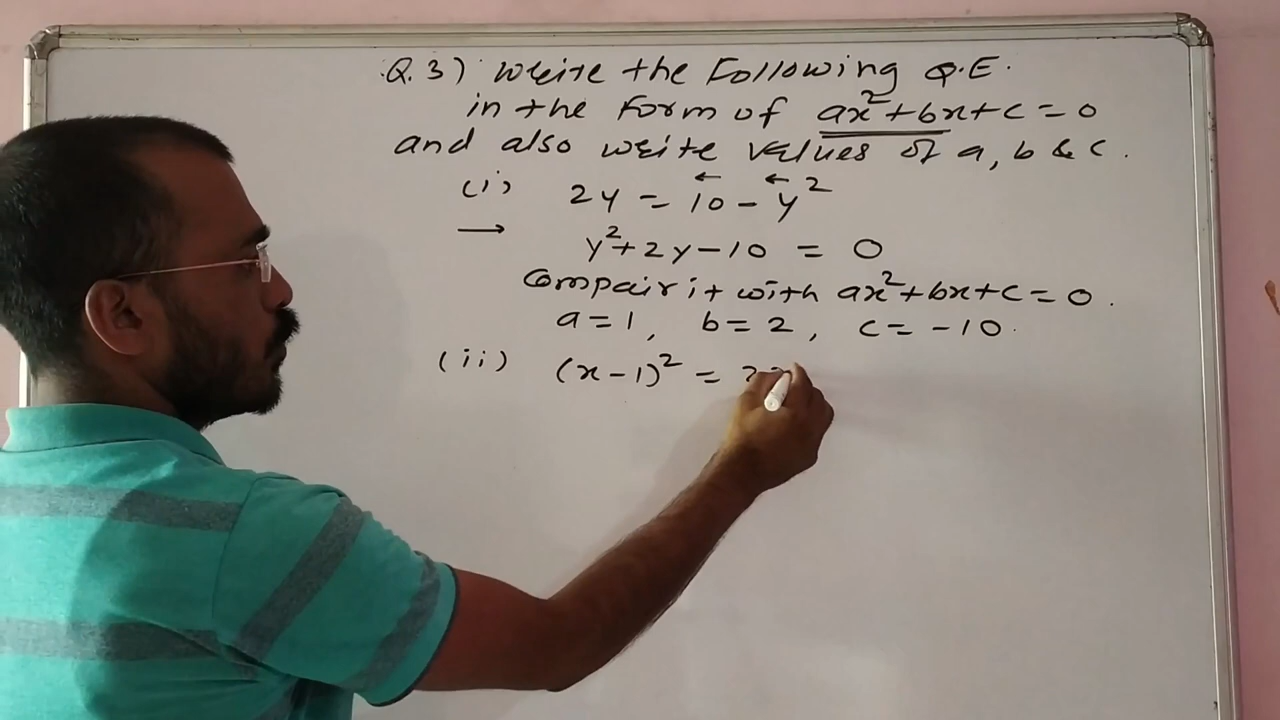 Q.3) Write the Following Q.E.
in the Form of ax²+bx+c=0
and also write values of a, b & c.
(i) 2y = 10 - y²
→ y²+2y-10 = 0
Compair it with ax²+bx+c=0.
a=1, b=2, c=-10.
(ii) (x-1)² =